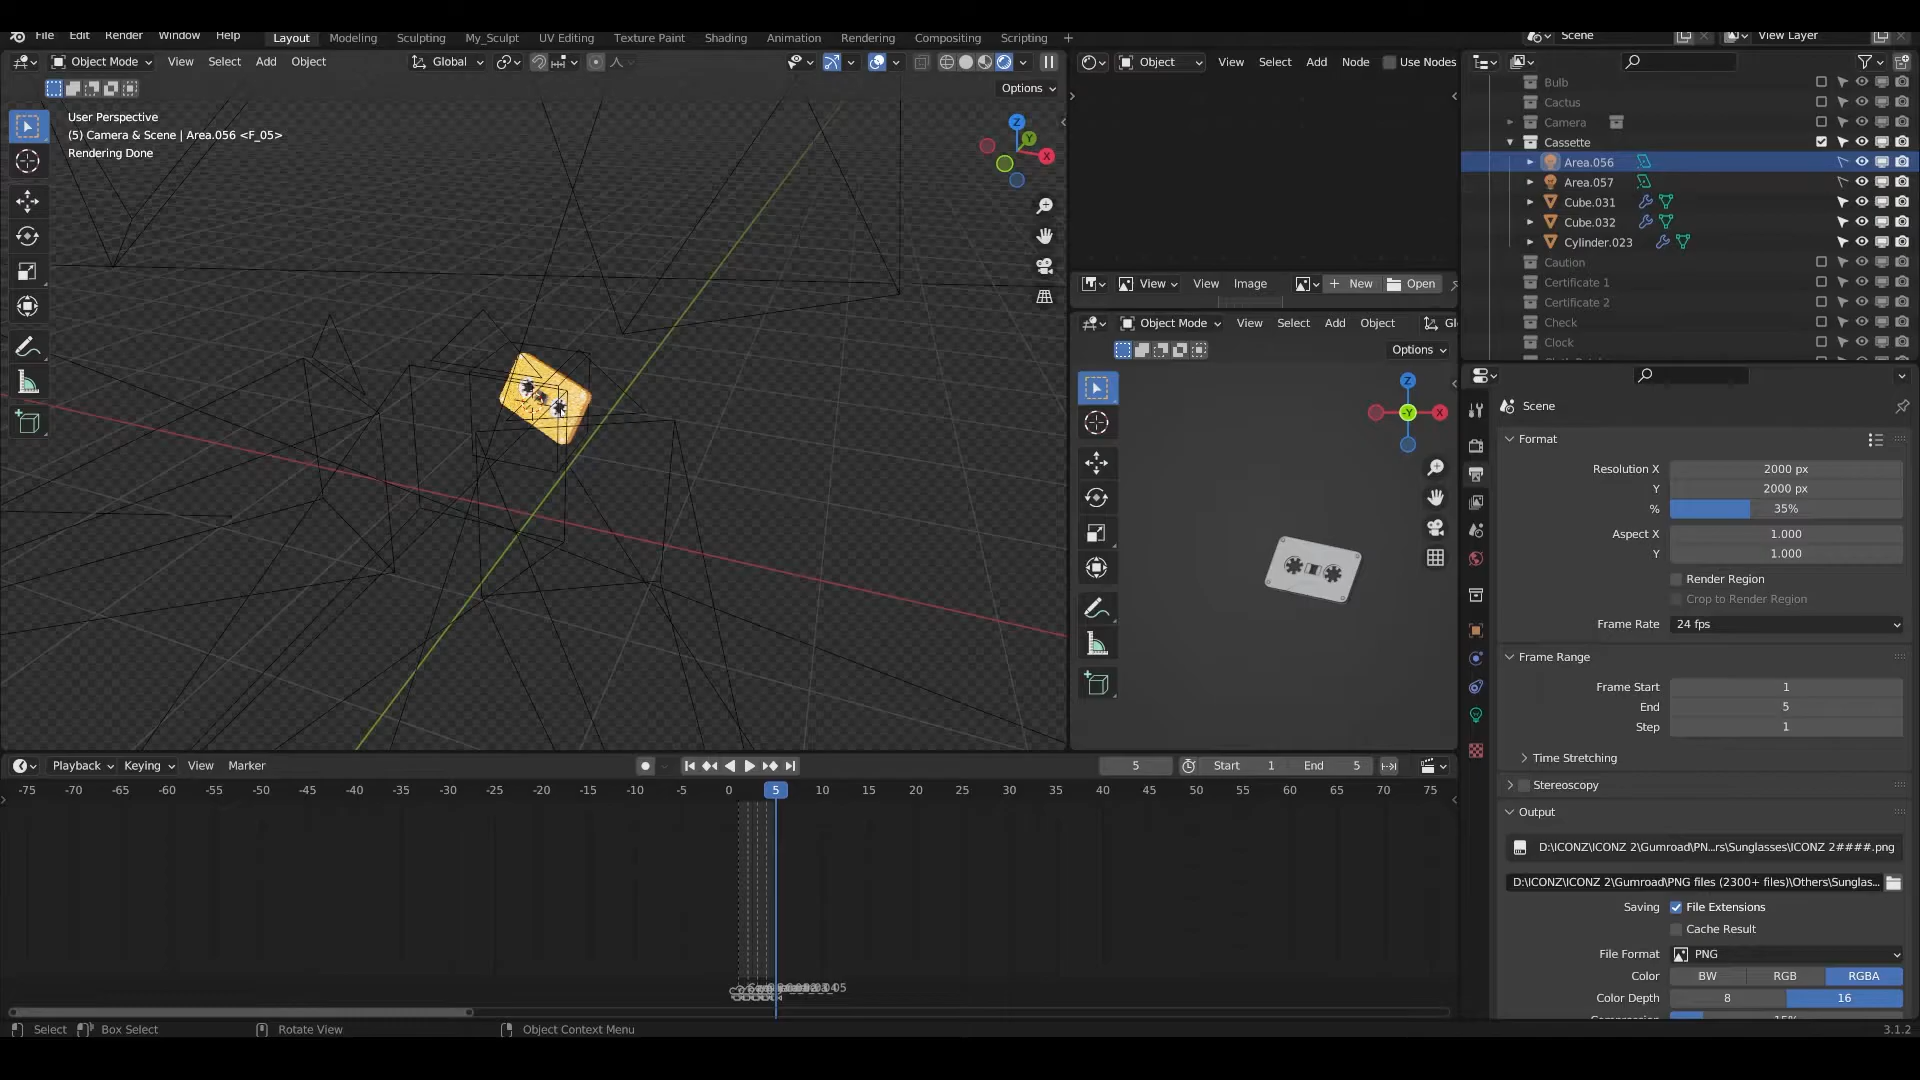 File Edit Render Window Help Layout Modeling Sculpting My_Sculpt UV Editing Texture Paint Shading Animation Rendering Compositing Scripting Scene View Layer
Object Mode View Select Add Object Global
Options
User Perspective
(5) Camera & Scene | Area.056 <F_05>
Rendering Done
Z
Y
X
Object View Select Add Node Use Nodes
View View Image New Open
Object Mode View Select Add Object Gl
Options
Z
-Y
X
Bulb
Cactus
Camera
Cassette
Area.056
Area.057
Cube.031
Cube.032
Cylinder.023
Caution
Certificate 1
Certificate 2
Check
Clock
Scene
Format
Resolution X 2000 px
Y 2000 px
% 35%
Aspect X 1.000
Y 1.000
Render Region
Crop to Render Region
Frame Rate 24 fps
Frame Range
Frame Start 1
End 5
Step 1
Time Stretching
Stereoscopy
Output
D:\ICONZ\ICONZ 2\Gumroad\PN...rs\Sunglasses\ICONZ 2####.png
D:\ICONZ\ICONZ 2\Gumroad\PNG files (2300+ files)\Others\Sunglas...
Saving File Extensions
Cache Result
File Format PNG
Color BW RGB RGBA
Color Depth 8 16
Compression 15%
Playback Keying View Marker 5 Start 1 End 5
-75 -70 -65 -60 -55 -50 -45 -40 -35 -30 -25 -20 -15 -10 -5 0 5 10 15 20 25 30 35 40 45 50 55 60 65 70 75
Select Box Select Rotate View Object Context Menu 3.1.2